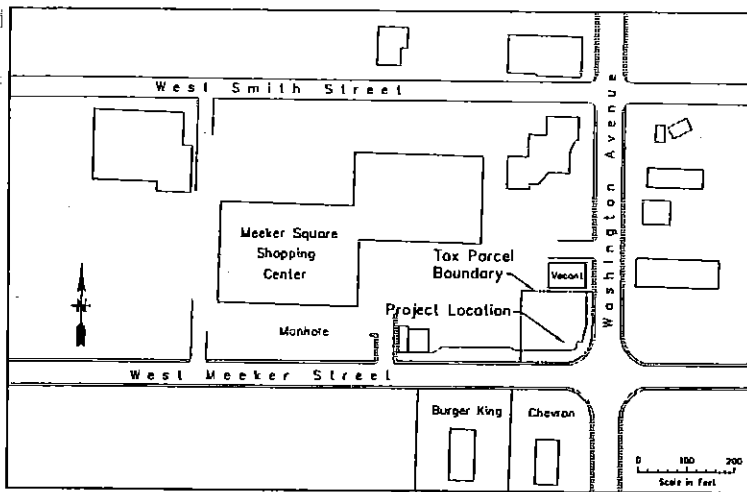 West Smith Street
Washington Avenue
Meeker Square
Shopping
Center
Tax Parcel
Boundary
Vacant
Project Location
Manhole
West Meeker Street
Burger King
Chevron
0 100 200
Scale in Feet